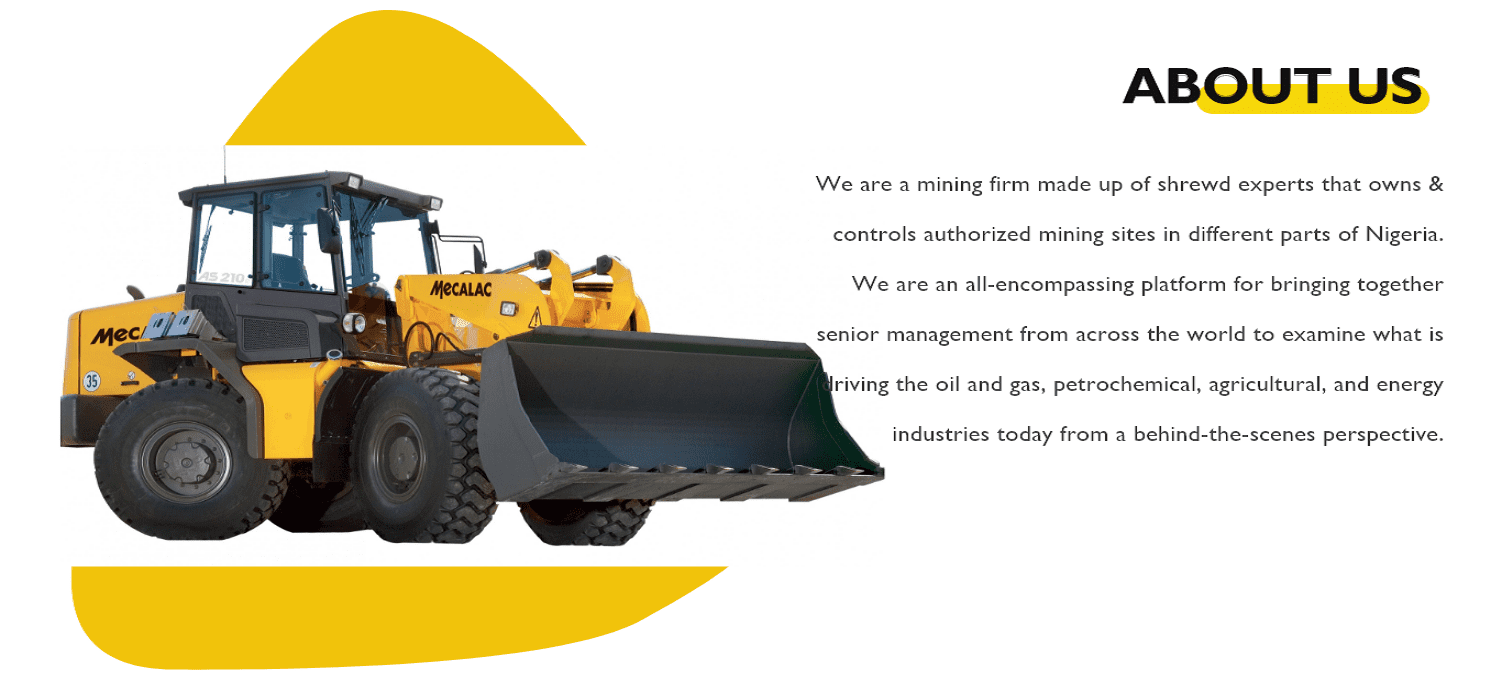 ABOUT US
We are a mining firm made up of shrewd experts that owns &
controls authorized mining sites in different parts of Nigeria.
We are an all-encompassing platform for bringing together
senior management from across the world to examine what is
driving the oil and gas, petrochemical, agricultural, and energy
industries today from a behind-the-scenes perspective.
AS 210
MECALAC
Mec
35